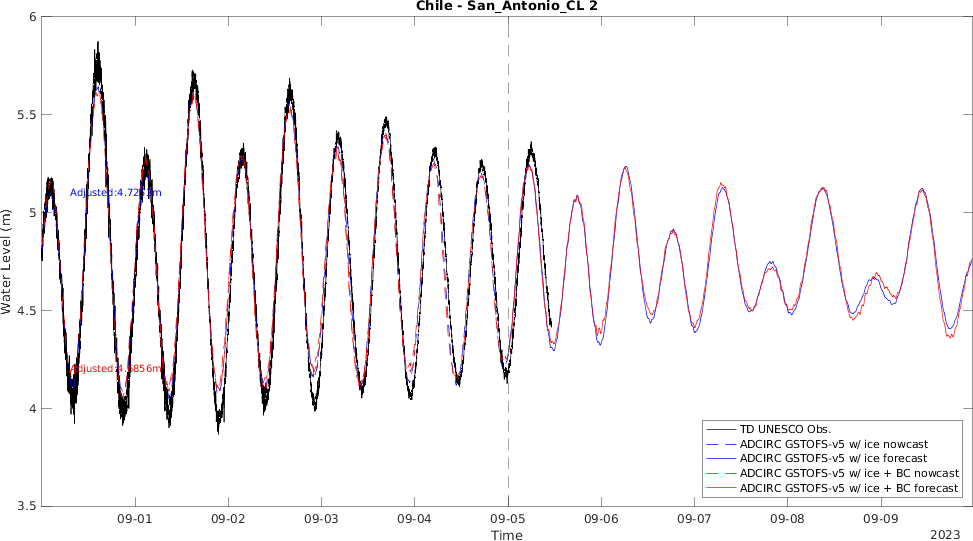 Chile - San_Antonio_CL 2
6
5.5
5
4.5
4
3.5
Water Level (m)
Adjusted:4.6856m
TD UNESCO Obs.
ADCIRC GSTOFS-v5 w/ ice nowcast
ADCIRC GSTOFS-v5 w/ ice forecast
ADCIRC GSTOFS-v5 w/ ice + BC nowcast
ADCIRC GSTOFS-v5 w/ ice + BC forecast
09-01 09-02 09-03 09-04 09-05 09-06 09-07 09-08 09-09
Time
2023